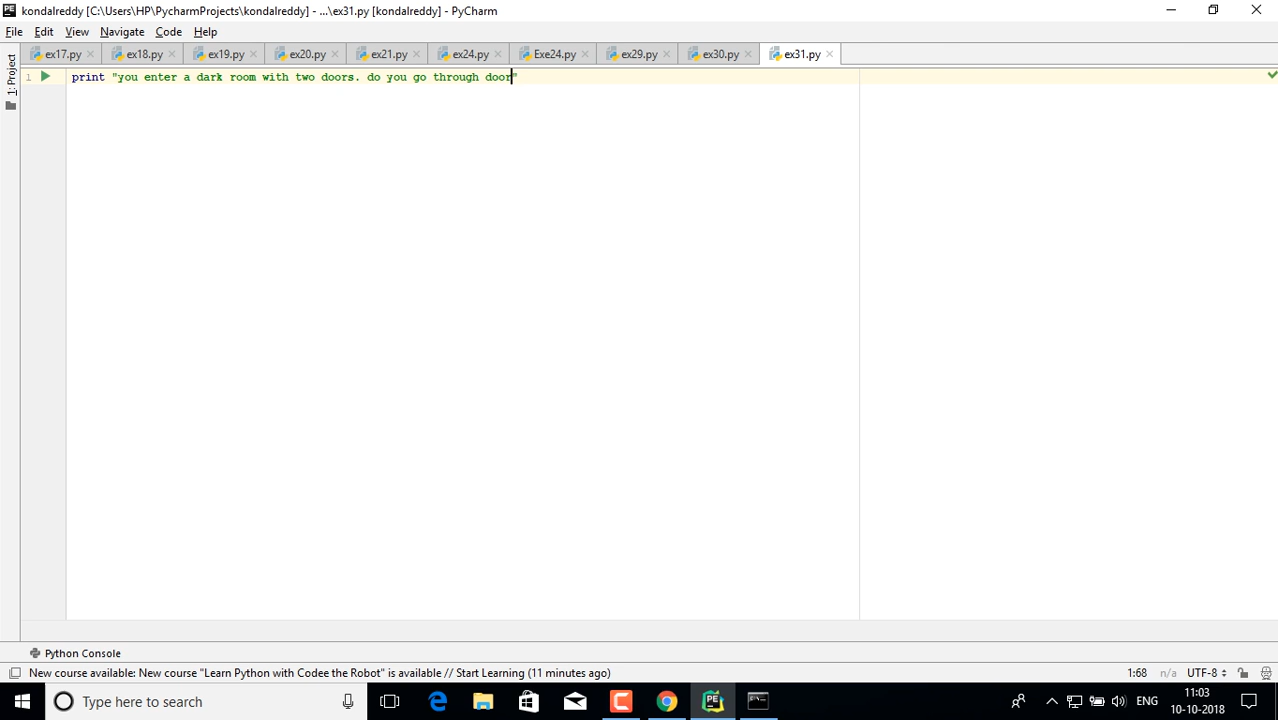 kondalreddy [C:\Users\HP\PycharmProjects\kondalreddy] - ...\ex31.py [kondalreddy] - PyCharm
File Edit View Navigate Code Help
ex17.py ex18.py ex19.py ex20.py ex21.py ex24.py Exe24.py ex29.py ex30.py ex31.py
1: Project
1 print "you enter a dark room with two doors. do you go through door"
Python Console
New course available: New course "Learn Python with Codee the Robot" is available // Start Learning (11 minutes ago) 1:68 n/a UTF-8
Type here to search
ENG
11:03
10-10-2018